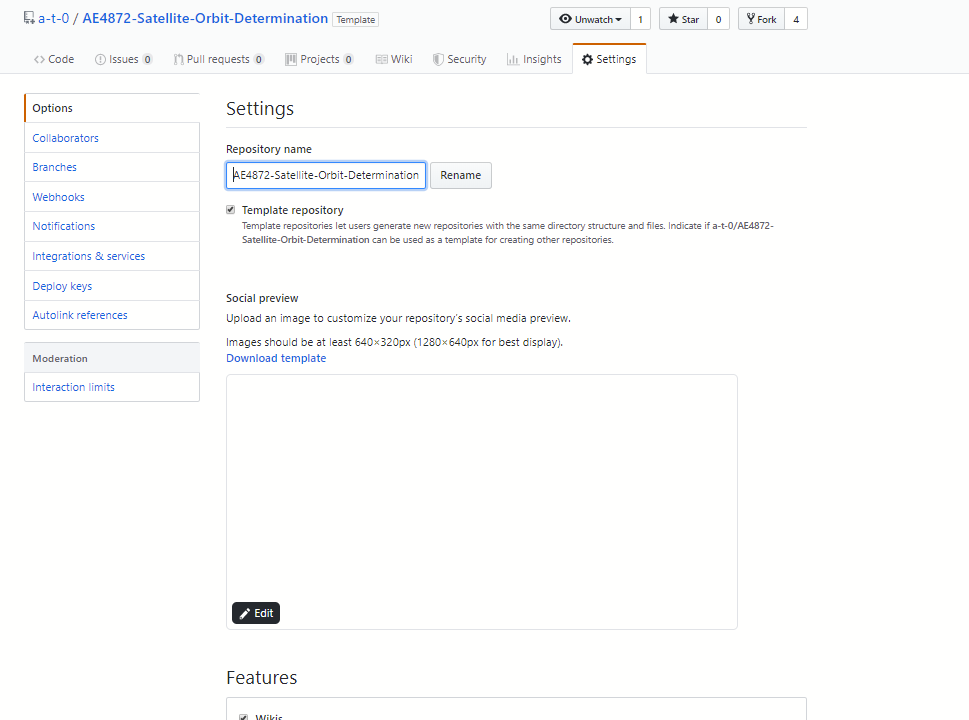 a-t-0 / AE4872-Satellite-Orbit-Determination Template Unwatch 1 Star 0 Fork 4
Code Issues 0 Pull requests 0 Projects 0 Wiki Security Insights Settings
Options
Collaborators
Branches
Webhooks
Notifications
Integrations & services
Deploy keys
Autolink references
Moderation
Interaction limits
Settings
Repository name
AE4872-Satellite-Orbit-Determination Rename
Template repository
Template repositories let users generate new repositories with the same directory structure and files. Indicate if a-t-0/AE4872-
Satellite-Orbit-Determination can be used as a template for creating other repositories.
Social preview
Upload an image to customize your repository's social media preview.
Images should be at least 640×320px (1280×640px for best display).
Download template
Edit
Features
Wikis